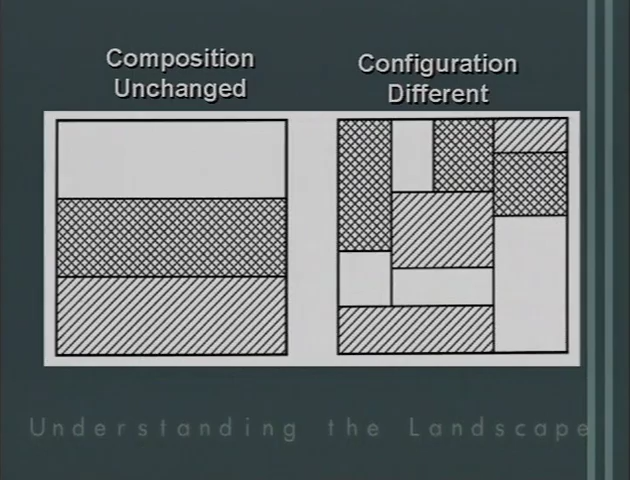 Composition
Unchanged
Configuration
Different
Understanding the Landscape